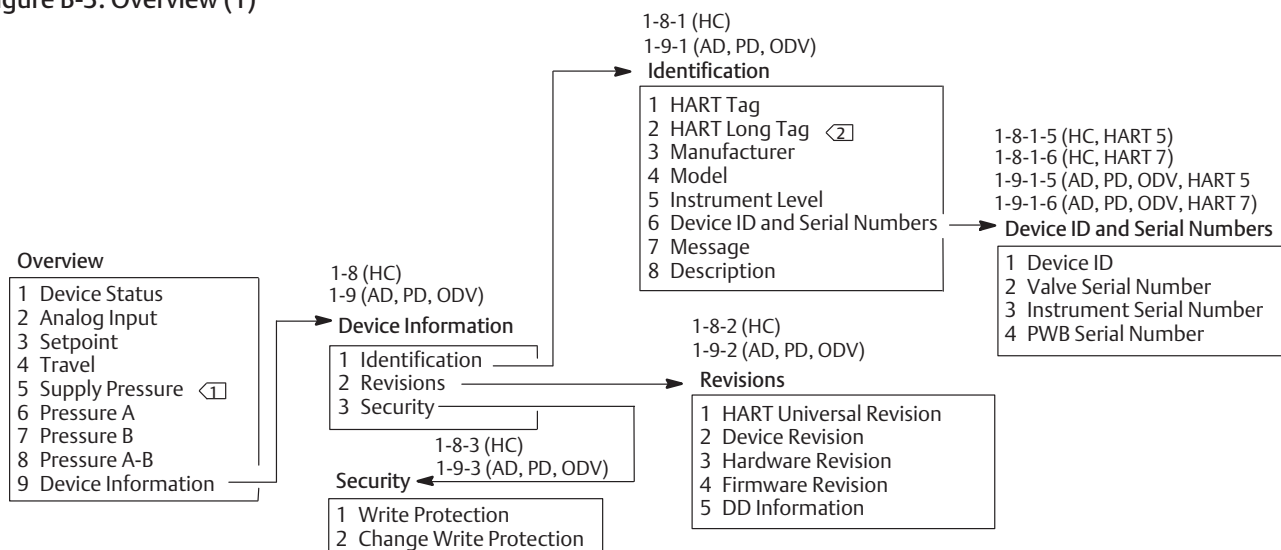 Figure B-3. Overview (1)
1-8-1 (HC)
1-9-1 (AD, PD, ODV)
Identification
1 HART Tag
2 HART Long Tag 2
3 Manufacturer
4 Model
5 Instrument Level
6 Device ID and Serial Numbers
7 Message
8 Description
1-8-1-5 (HC, HART 5)
1-8-1-6 (HC, HART 7)
1-9-1-5 (AD, PD, ODV, HART 5
1-9-1-6 (AD, PD, ODV, HART 7)
Device ID and Serial Numbers
1 Device ID
2 Valve Serial Number
3 Instrument Serial Number
4 PWB Serial Number
Overview
1 Device Status
2 Analog Input
3 Setpoint
4 Travel
5 Supply Pressure 1
6 Pressure A
7 Pressure B
8 Pressure A-B
9 Device Information
1-8 (HC)
1-9 (AD, PD, ODV)
Device Information
1 Identification
2 Revisions
3 Security
1-8-2 (HC)
1-9-2 (AD, PD, ODV)
Revisions
1 HART Universal Revision
2 Device Revision
3 Hardware Revision
4 Firmware Revision
5 DD Information
1-8-3 (HC)
1-9-3 (AD, PD, ODV)
Security
1 Write Protection
2 Change Write Protection